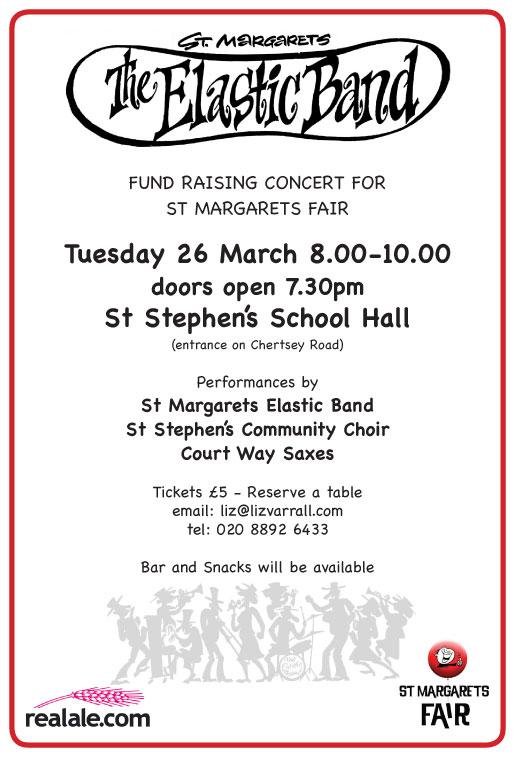 ST. MARGARETS
The Elastic Band
FUND RAISING CONCERT FOR
ST MARGARETS FAIR
Tuesday 26 March 8.00–10.00
doors open 7.30pm
St Stephen's School Hall
(entrance on Chertsey Road)
Performances by
St Margarets Elastic Band
St Stephen's Community Choir
Court Way Saxes
Tickets £5 – Reserve a table
email: liz@lizvarrall.com
tel: 020 8892 6433
Bar and Snacks will be available
The
Elastic
Band
realale.com
ST MARGARETS
FAIR